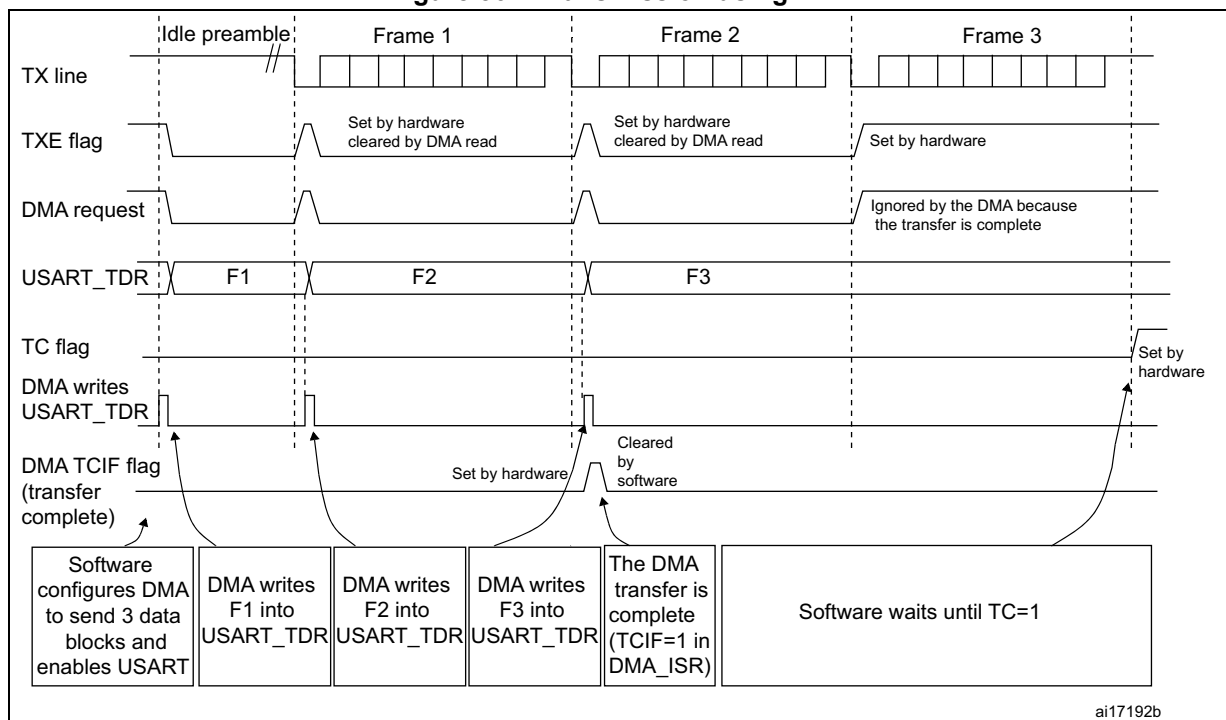 Idle preamble Frame 1 Frame 2 Frame 3
TX line
TXE flag
Set by hardware
cleared by DMA read
Set by hardware
cleared by DMA read
Set by hardware
DMA request
Ignored by the DMA because
the transfer is complete
USART_TDR F1 F2 F3
TC flag
Set by
hardware
DMA writes
USART_TDR
DMA TCIF flag
(transfer
complete)
Set by hardware
Cleared
by
software
Software
configures DMA
to send 3 data
blocks and
enables USART
DMA writes
F1 into
USART_TDR
DMA writes
F2 into
USART_TDR
DMA writes
F3 into
USART_TDR
The DMA
transfer is
complete
(TCIF=1 in
DMA_ISR)
Software waits until TC=1
ai17192b